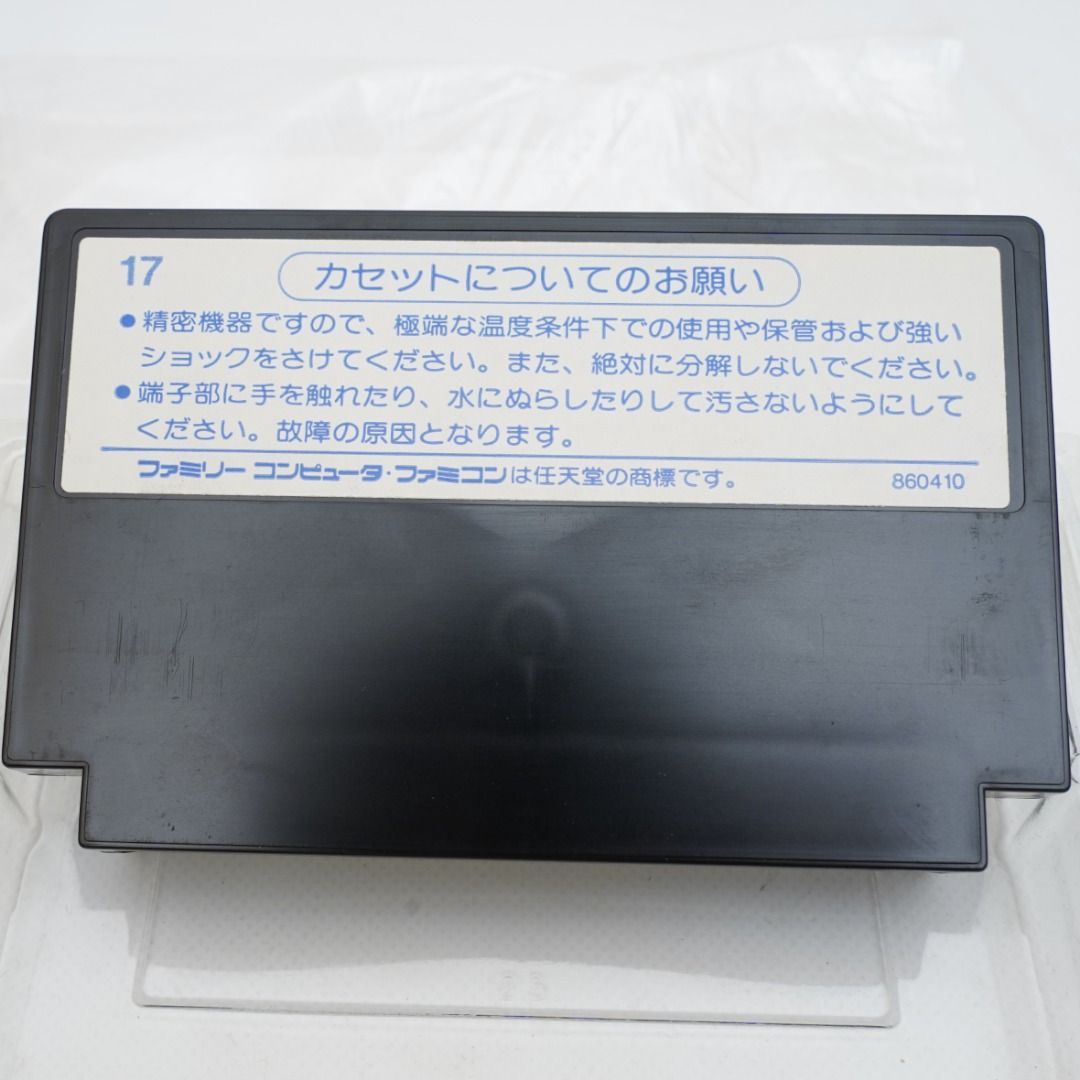 17
カセットについてのお願い
●精密機器ですので、極端な温度条件下での使用や保管および強い
ショックをさけてください。また、絶対に分解しないでください。
●端子部に手を触れたり、水にぬらしたりして汚さないようにして
ください。故障の原因となります。
ファミリー コンピュータ・ファミコンは任天堂の商標です。
860410